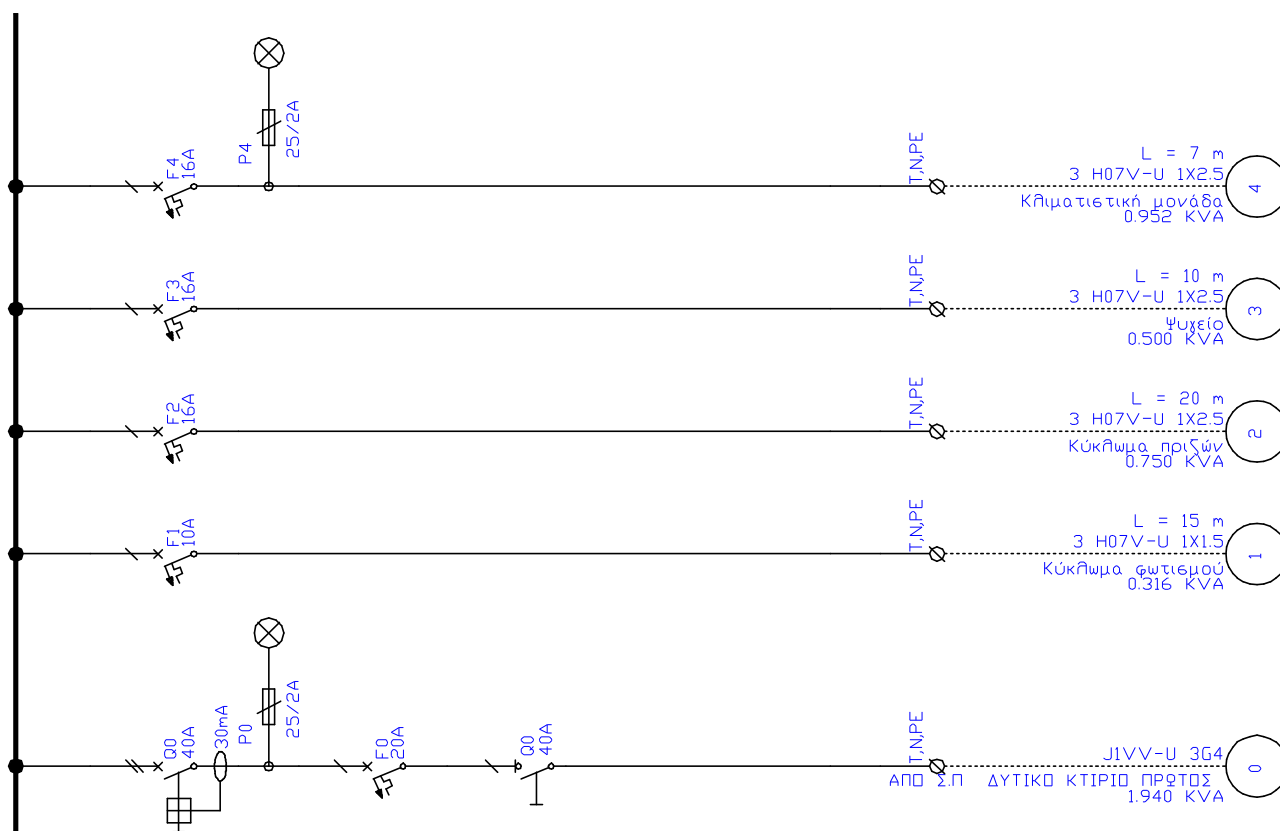 P4
25/2A
F4
16A
T,N,PE
L = 7 m
3 H07V-U 1X2.5
Κλιματιστική μονάδα
0.952 KVA
4
F3
16A
T,N,PE
L = 10 m
3 H07V-U 1X2.5
Ψυγείο
0.500 KVA
3
F2
16A
T,N,PE
L = 20 m
3 H07V-U 1X2.5
Κύκλωμα πριζών
0.750 KVA
2
F1
10A
T,N,PE
L = 15 m
3 H07V-U 1X1.5
Κύκλωμα φωτισμού
0.316 KVA
1
Q0
40A
30mA
P0
25/2A
F0
20A
Q0
40A
T,N,PE
J1VV-U 3G4
ΑΠΟ Σ.Π ΔΥΤΙΚΟ ΚΤΙΡΙΟ ΠΡΩΤΟΣ
1.940 KVA
0